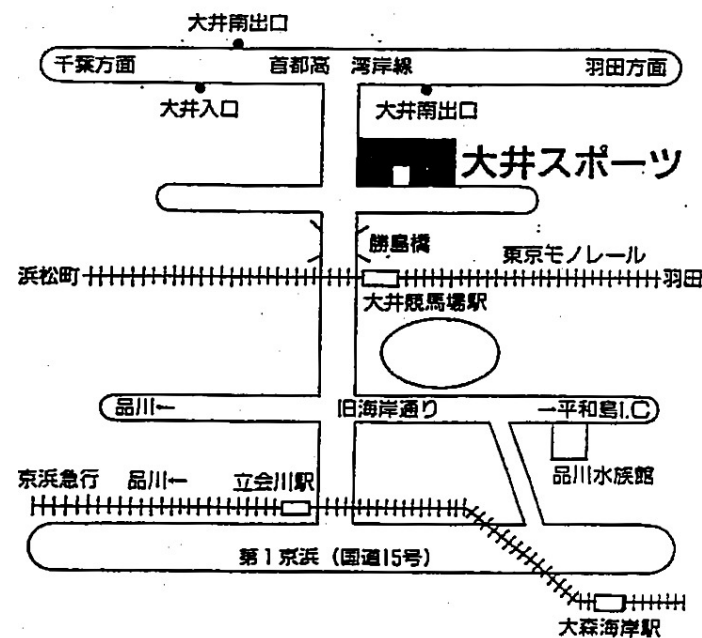 大井南出口
千葉方面 首都高 湾岸線 羽田方面
大井入口 大井南出口
大井スポーツ
勝島橋
東京モノレール
浜松町 羽田
大井競馬場駅
品川← 旧海岸通り →平和島I.C
品川水族館
京浜急行 品川← 立会川駅
第1京浜（国道15号）
大森海岸駅